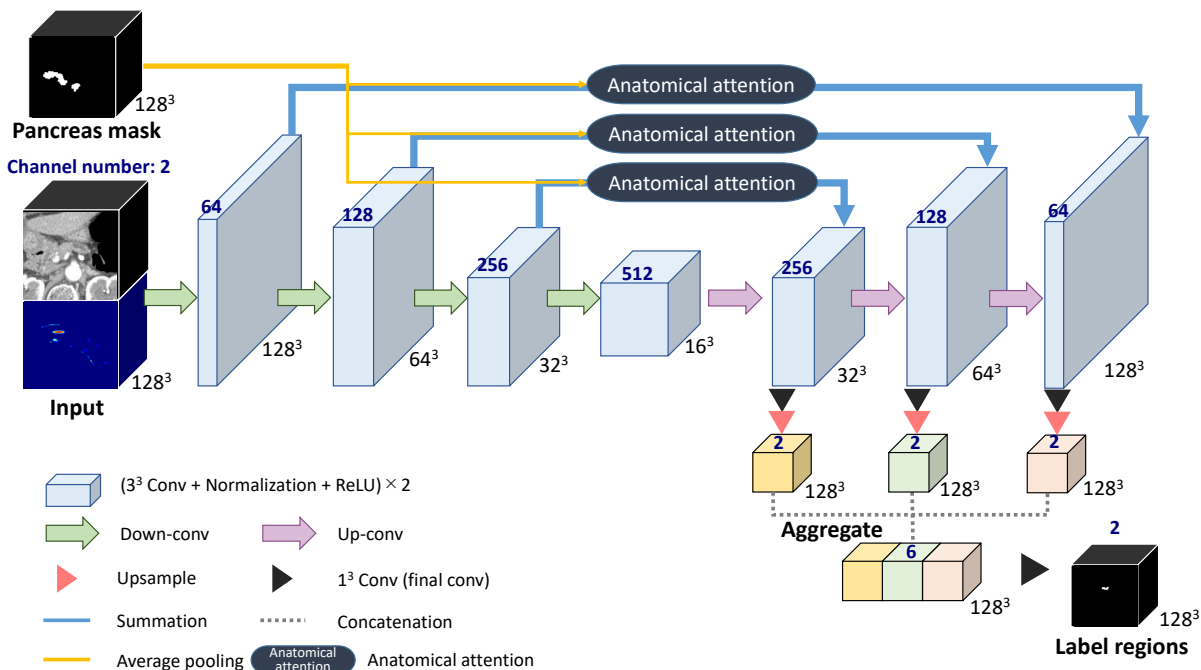 128³
Pancreas mask
Anatomical attention
Anatomical attention
Anatomical attention
Channel number: 2
128³
Input
64
128³
128
64³
256
32³
512
16³
256
32³
128
64³
64
128³
2
128³
2
128³
2
128³
Aggregate
6
128³
2
128³
Label regions
(3³ Conv + Normalization + ReLU) × 2
Down-conv
Up-conv
Upsample
1³ Conv (final conv)
Summation
Concatenation
Average pooling
Anatomical
attention
Anatomical attention